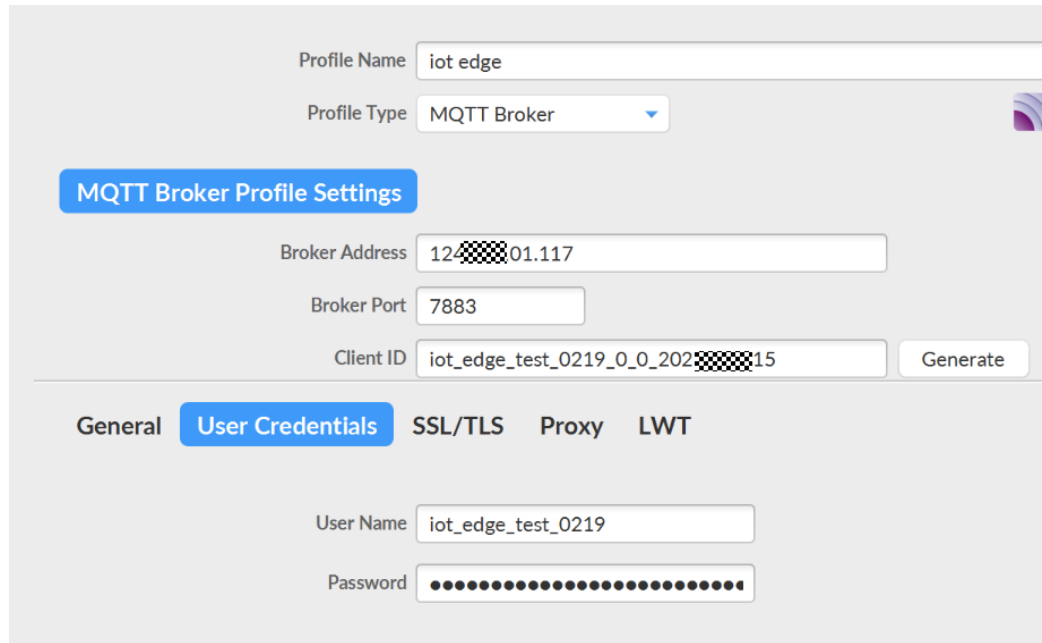 Profile Name iot edge
Profile Type MQTT Broker
MQTT Broker Profile Settings
Broker Address 124 01.117
Broker Port 7883
Client ID iot_edge_test_0219_0_0_202 15 Generate
General User Credentials SSL/TLS Proxy LWT
User Name iot_edge_test_0219
Password ●●●●●●●●●●●●●●●●●●●●●●●●●●